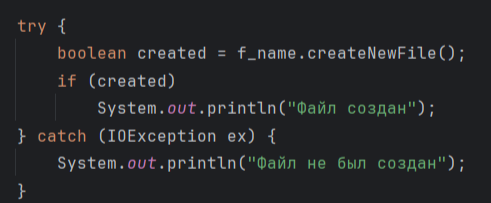 try {
    boolean created = f_name.createNewFile();
    if (created)
        System.out.println("Файл создан");
} catch (IOException ex) {
    System.out.println("Файл не был создан");
}